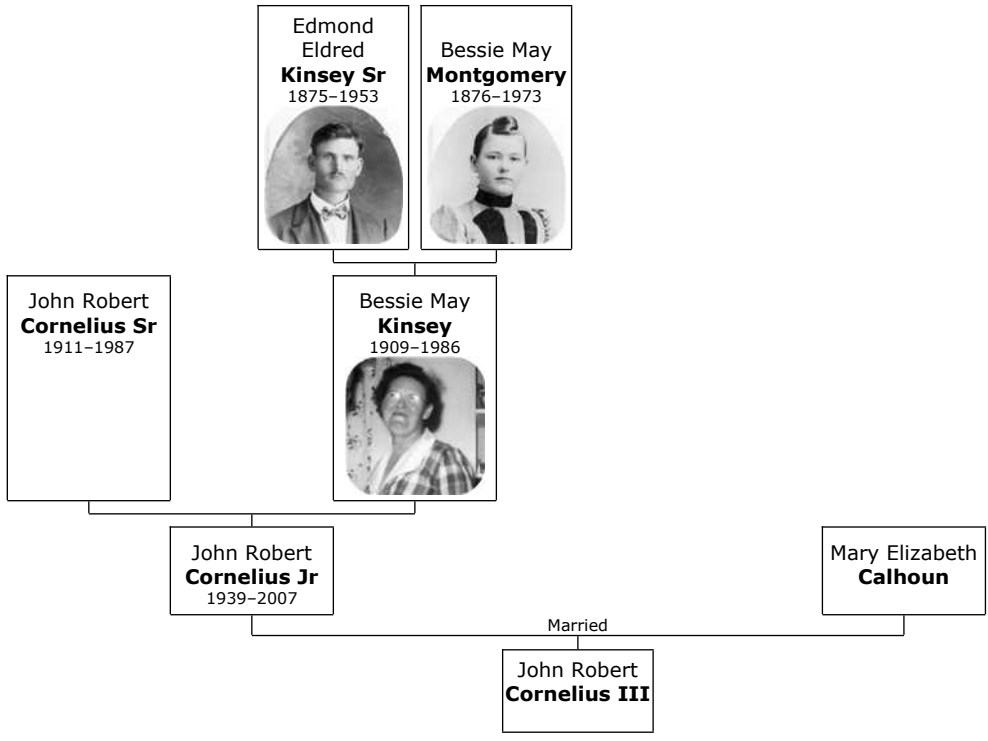 Edmond
Eldred
Kinsey Sr
1875–1953
Bessie May
Montgomery
1876–1973
John Robert
Cornelius Sr
1911–1987
Bessie May
Kinsey
1909–1986
John Robert
Cornelius Jr
1939–2007
Mary Elizabeth
Calhoun
Married
John Robert
Cornelius III